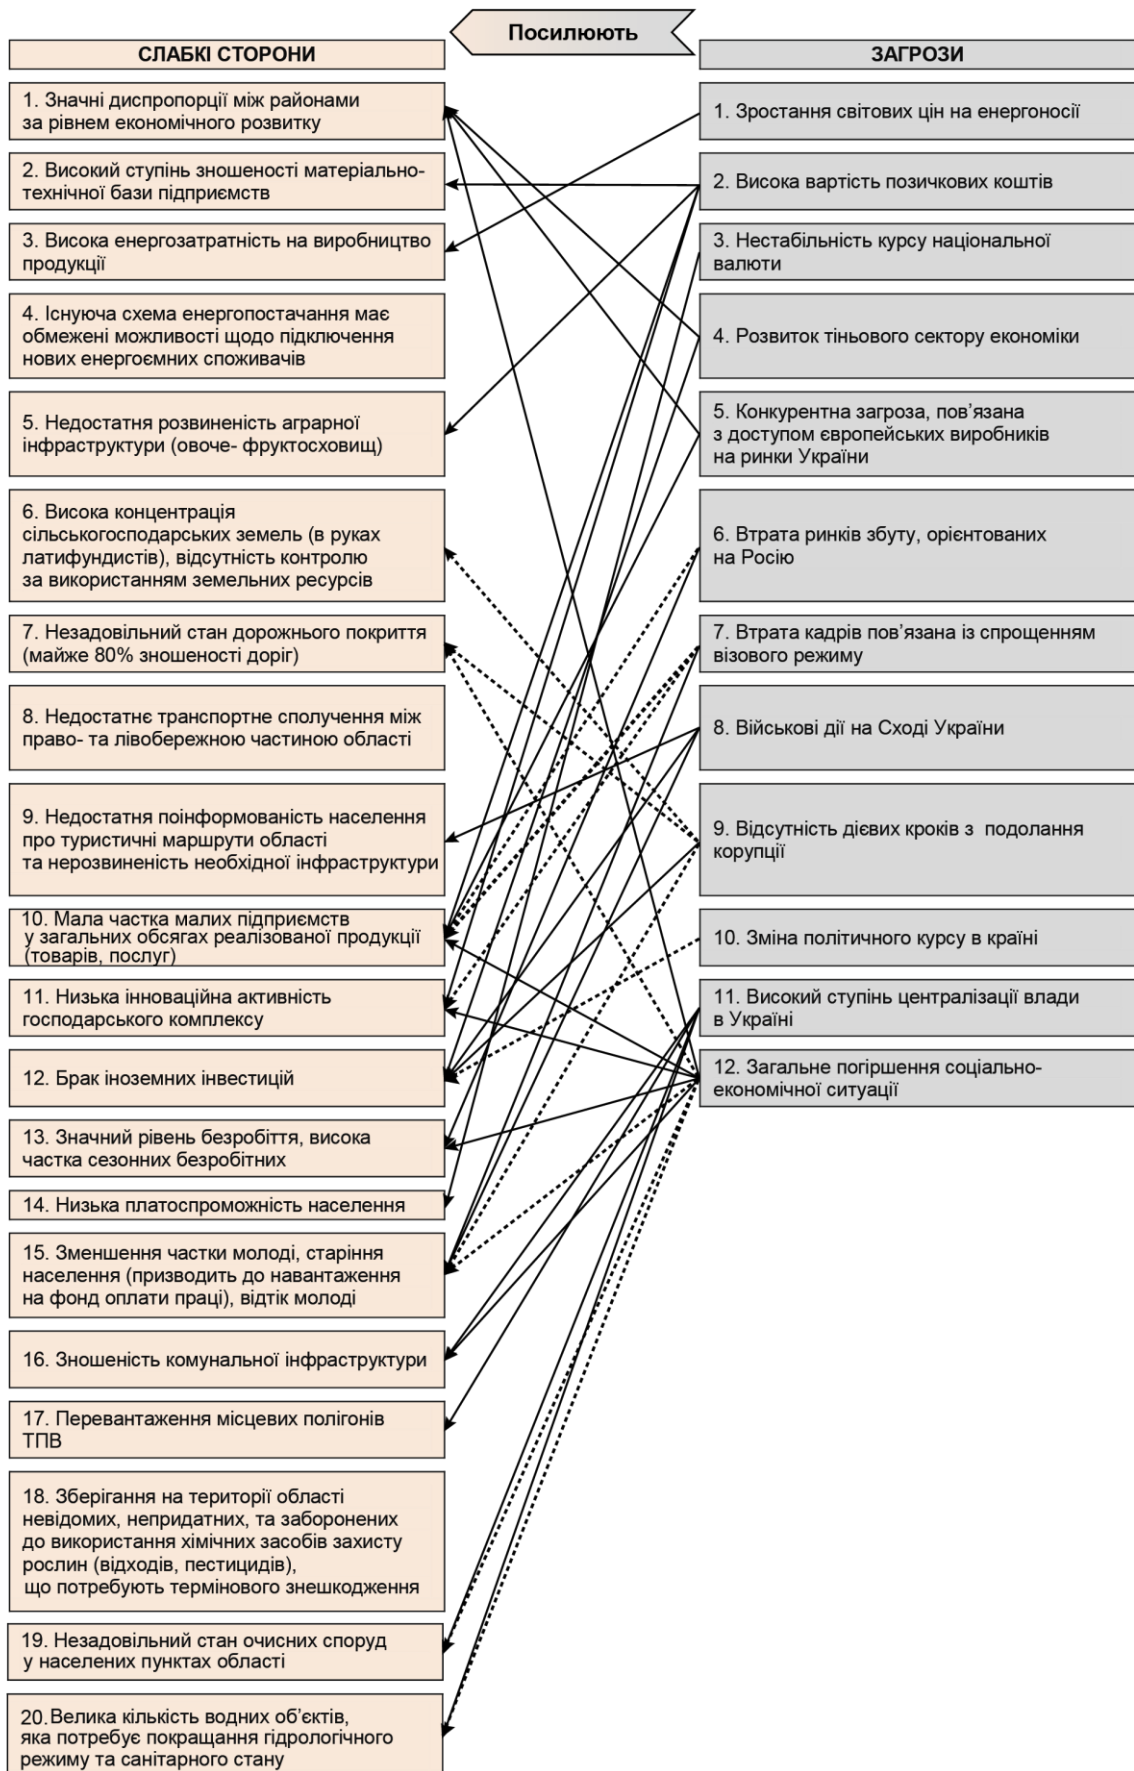 Посилюють
СЛАБКІ СТОРОНИ
1. Значні диспропорції між районами
за рівнем економічного розвитку
2. Високий ступінь зношеності матеріально-
технічної бази підприємств
3. Висока енергозатратність на виробництво
продукції
4. Існуюча схема енергопостачання має
обмежені можливості щодо підключення
нових енергоємних споживачів
5. Недостатня розвиненість аграрної
інфраструктури (овоче- фруктосховищ)
6. Висока концентрація
сільськогосподарських земель (в руках
латифундистів), відсутність контролю
за використанням земельних ресурсів
7. Незадовільний стан дорожнього покриття
(майже 80% зношеності доріг)
8. Недостатнє транспортне сполучення між
право- та лівобережною частиною області
9. Недостатня поінформованість населення
про туристичні маршрути області
та нерозвиненість необхідної інфраструктури
10. Мала частка малих підприємств
у загальних обсягах реалізованої продукції
(товарів, послуг)
11. Низька інноваційна активність
господарського комплексу
12. Брак іноземних інвестицій
13. Значний рівень безробіття, висока
частка сезонних безробітних
14. Низька платоспроможність населення
15. Зменшення частки молоді, старіння
населення (призводить до навантаження
на фонд оплати праці), відтік молоді
16. Зношеність комунальної інфраструктури
17. Перевантаження місцевих полігонів
ТПВ
18. Зберігання на території області
невідомих, непридатних, та заборонених
до використання хімічних засобів захисту
рослин (відходів, пестицидів),
що потребують термінового знешкодження
19. Незадовільний стан очисних споруд
у населених пунктах області
20. Велика кількість водних об’єктів,
яка потребує покращання гідрологічного
режиму та санітарного стану
ЗАГРОЗИ
1. Зростання світових цін на енергоносії
2. Висока вартість позичкових коштів
3. Нестабільність курсу національної
валюти
4. Розвиток тіньового сектору економіки
5. Конкурентна загроза, пов’язана
з доступом європейських виробників
на ринки України
6. Втрата ринків збуту, орієнтованих
на Росію
7. Втрата кадрів пов’язана із спрощенням
візового режиму
8. Військові дії на Сході України
9. Відсутність дієвих кроків з подолання
корупції
10. Зміна політичного курсу в країні
11. Високий ступінь централізації влади
в Україні
12. Загальне погіршення соціально-
економічної ситуації